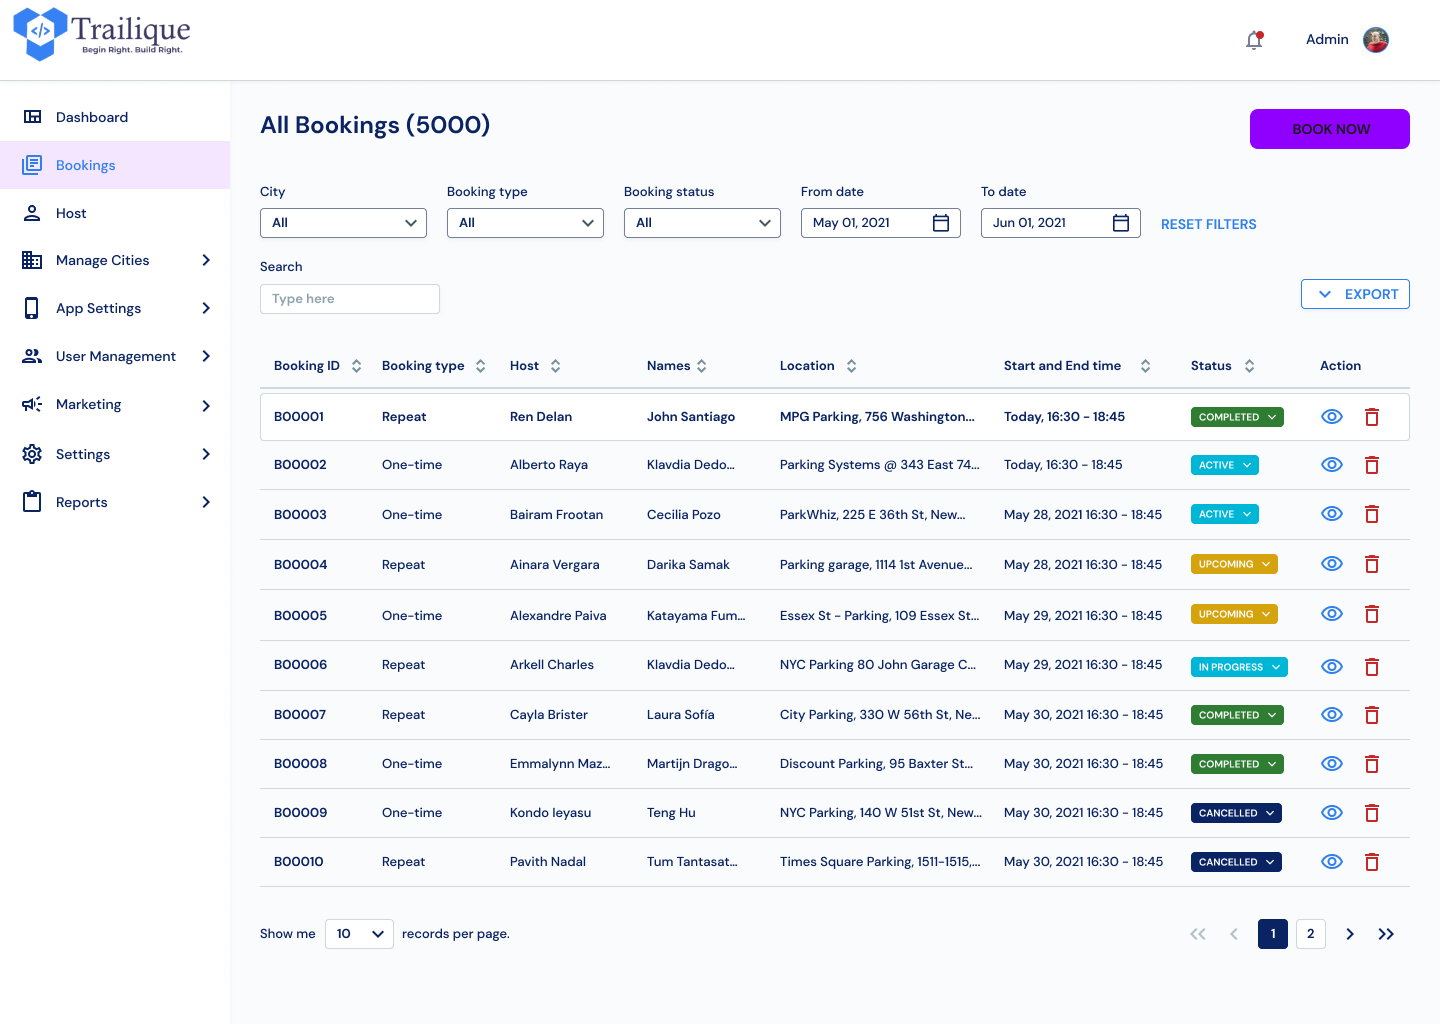 </> Trailique
Begin Right. Build Right.
Admin
Dashboard
Bookings
Host
Manage Cities
App Settings
User Management
Marketing
Settings
Reports
All Bookings (5000)
BOOK NOW
City
Booking type
Booking status
From date
To date
All
All
All
May 01, 2021
Jun 01, 2021
RESET FILTERS
Search
Type here
EXPORT
Booking ID Booking type Host Names Location Start and End time Status Action
B00001 Repeat Ren Delan John Santiago MPG Parking, 756 Washington... Today, 16:30 - 18:45 COMPLETED
B00002 One-time Alberto Raya Klavdia Dedo... Parking Systems @ 343 East 74... Today, 16:30 - 18:45 ACTIVE
B00003 One-time Bairam Frootan Cecilia Pozo ParkWhiz, 225 E 36th St, New... May 28, 2021 16:30 - 18:45 ACTIVE
B00004 Repeat Ainara Vergara Darika Samak Parking garage, 1114 1st Avenue... May 28, 2021 16:30 - 18:45 UPCOMING
B00005 One-time Alexandre Paiva Katayama Fum... Essex St - Parking, 109 Essex St... May 29, 2021 16:30 - 18:45 UPCOMING
B00006 Repeat Arkell Charles Klavdia Dedo... NYC Parking 80 John Garage C... May 29, 2021 16:30 - 18:45 IN PROGRESS
B00007 Repeat Cayla Brister Laura Sofía City Parking, 330 W 56th St, Ne... May 30, 2021 16:30 - 18:45 COMPLETED
B00008 One-time Emmalynn Maz... Martijn Drago... Discount Parking, 95 Baxter St... May 30, 2021 16:30 - 18:45 COMPLETED
B00009 One-time Kondo Ieyasu Teng Hu NYC Parking, 140 W 51st St, New... May 30, 2021 16:30 - 18:45 CANCELLED
B00010 Repeat Pavith Nadal Tum Tantasat... Times Square Parking, 1511-1515,... May 30, 2021 16:30 - 18:45 CANCELLED
Show me 10 records per page.
1 2